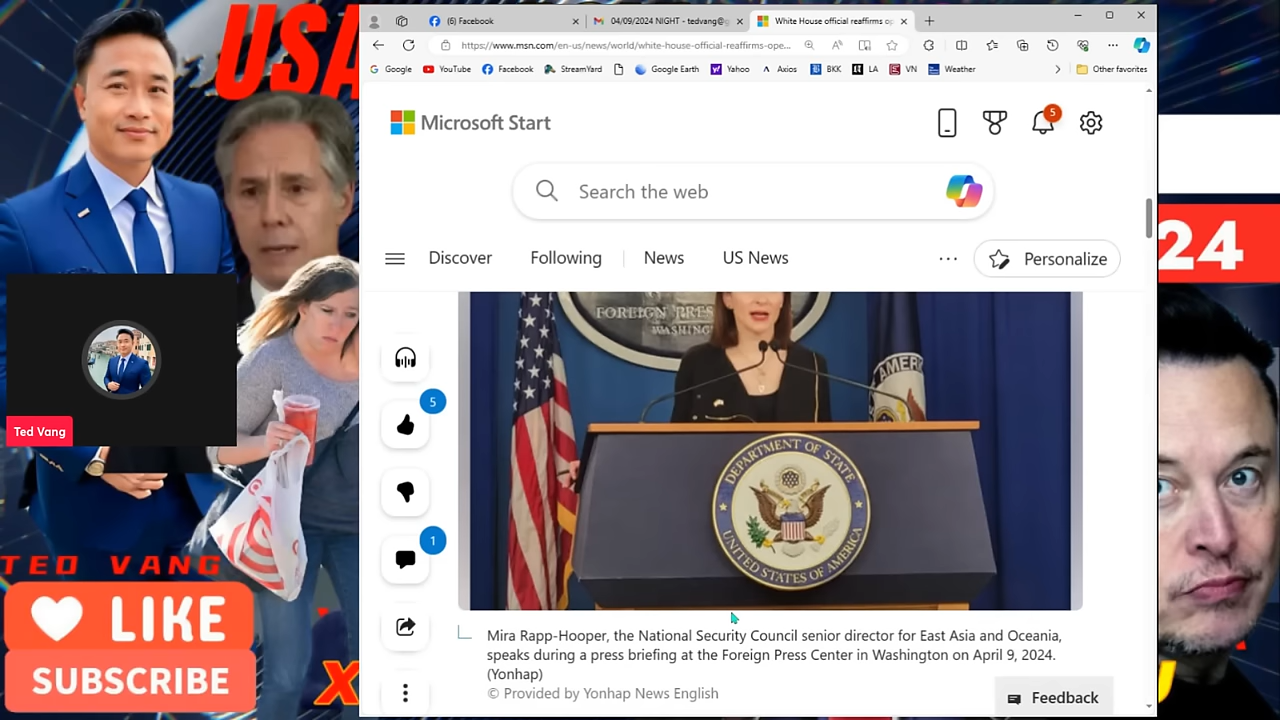 USA
(6) Facebook
04/09/2024 NIGHT - tedvang@
White House official reaffirms op
https://www.msn.com/en-us/news/world/white-house-official-reaffirms-ope...
Google
YouTube
Facebook
StreamYard
Google Earth
Yahoo
Axios
BKK
LA
VN
Weather
Other favorites
Microsoft Start
5
Search the web
Discover
Following
News
US News
Personalize
24
FOREIGN PRES
WASHING
AMERI
DEPARTMENT OF STATE
UNITED STATES OF AMERICA
5
1
Ted Vang
TED VANG
LIKE
SUBSCRIBE
X
Mira Rapp-Hooper, the National Security Council senior director for East Asia and Oceania,
speaks during a press briefing at the Foreign Press Center in Washington on April 9, 2024.
(Yonhap)
© Provided by Yonhap News English
Feedback